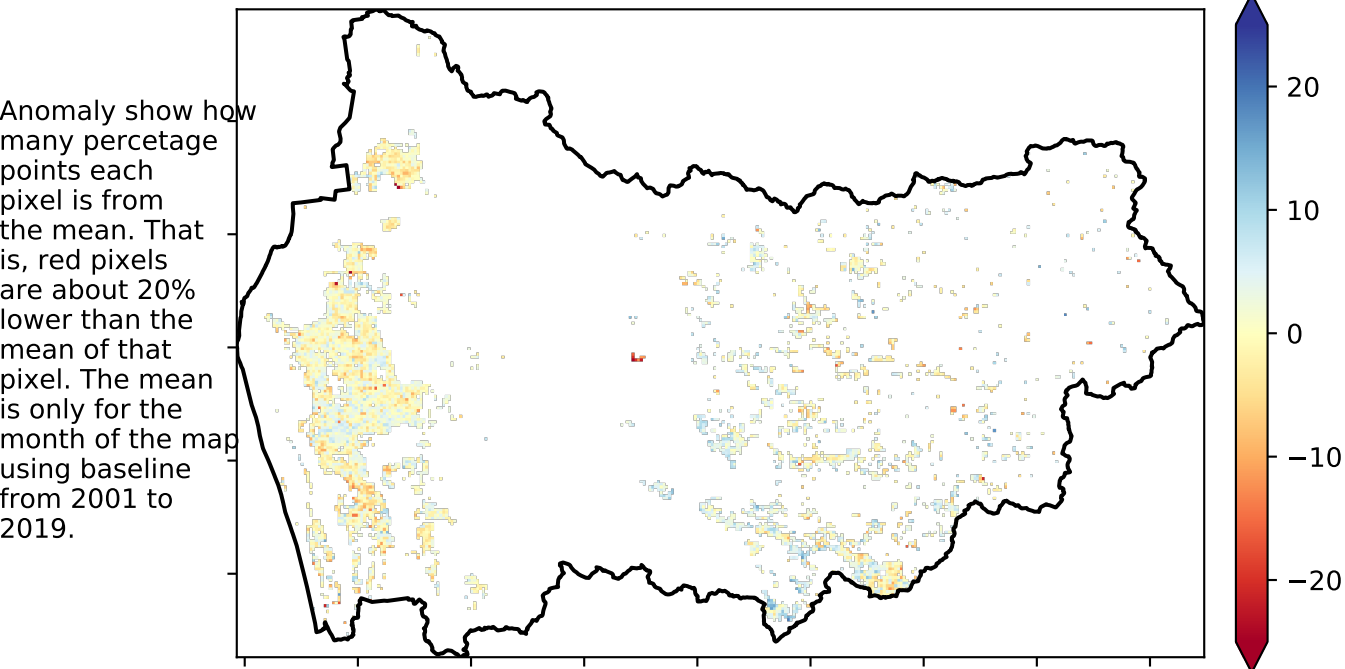 Anomaly show how
many percetage
points each
pixel is from
the mean. That
is, red pixels
are about 20%
lower than the
mean of that
pixel. The mean
is only for the
month of the map
using baseline
from 2001 to
2019.
20
10
0
−10
−20